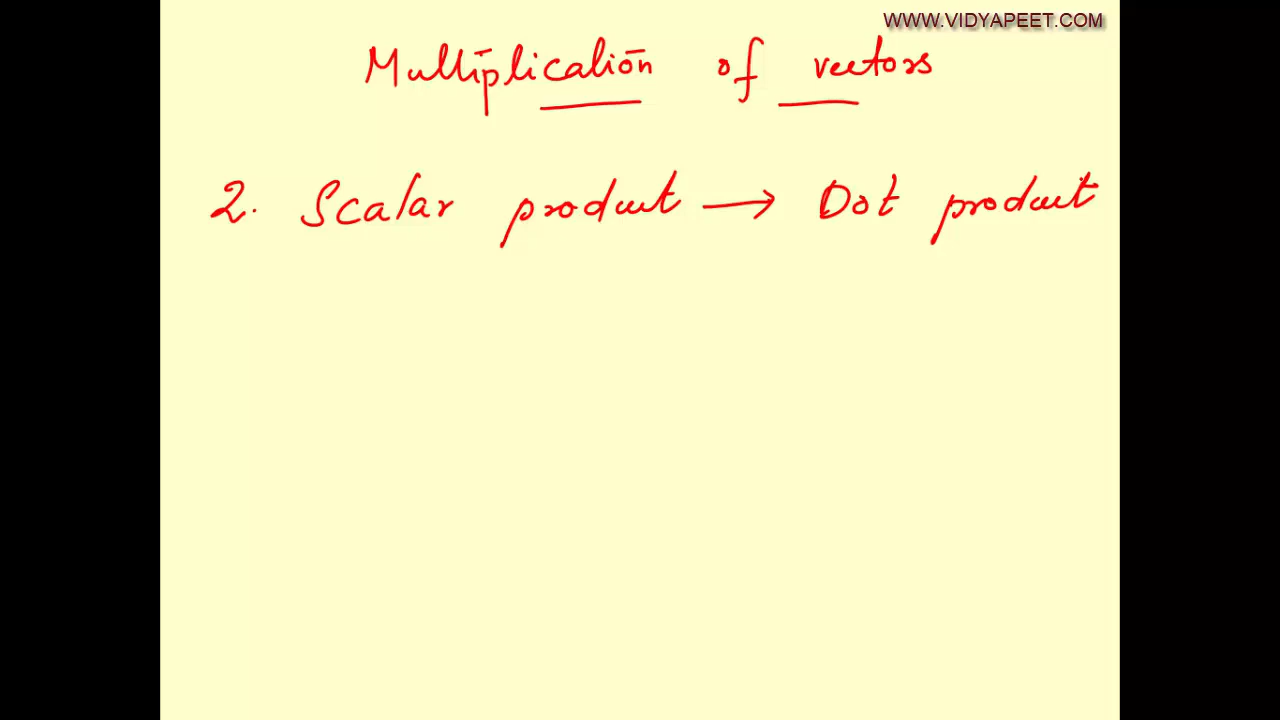 WWW.VIDYAPEET.COM
Multiplication of vectors
2. Scalar product → Dot product